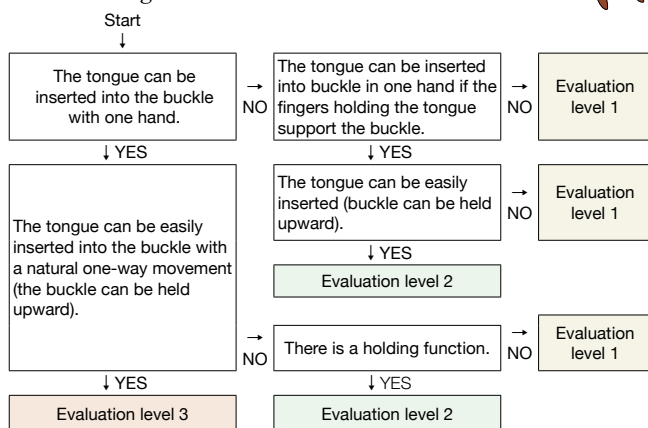 Start
↓
The tongue can be
inserted into the buckle
with one hand.
→
NO
The tongue can be inserted
into buckle in one hand if the
fingers holding the tongue
support the buckle.
→
NO
Evaluation
level 1
↓ YES
↓ YES
The tongue can be easily
inserted into the buckle with
a natural one-way movement
(the buckle can be held
upward).
The tongue can be easily
inserted (buckle can be held
upward).
→
NO
Evaluation
level 1
↓ YES
Evaluation level 2
→
NO
There is a holding function.
→
NO
Evaluation
level 1
↓ YES
↓ YES
Evaluation level 3
Evaluation level 2